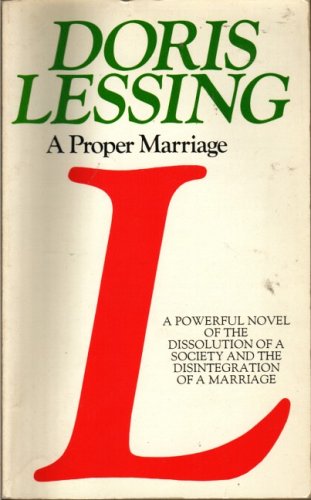 DORIS
LESSING
A Proper Marriage
L
A POWERFUL NOVEL
OF THE
DISSOLUTION OF A
SOCIETY AND THE
DISINTEGRATION
OF A MARRIAGE